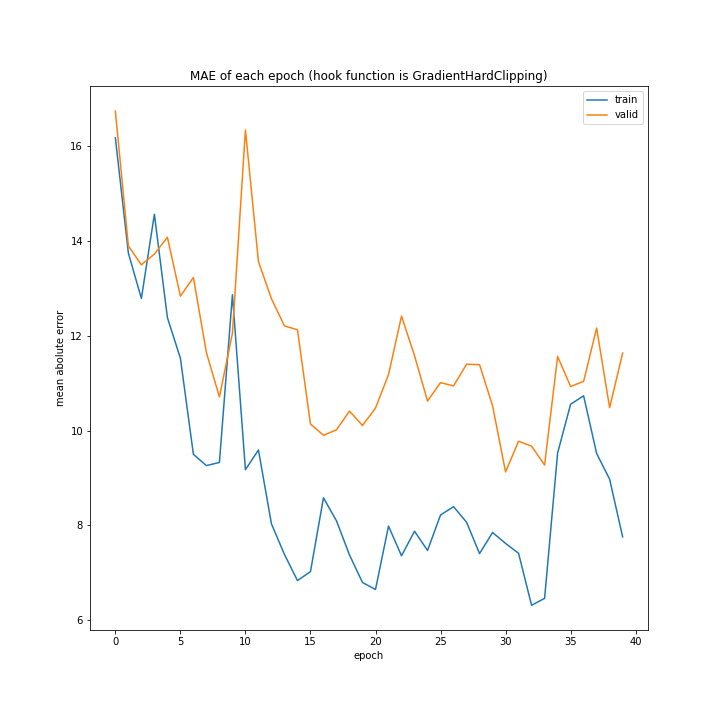 MAE of each epoch (hook function is GradientHardClipping)
train
valid
mean abolute error
16
14
12
10
8
6
0 5 10 15 20 25 30 35 40
epoch